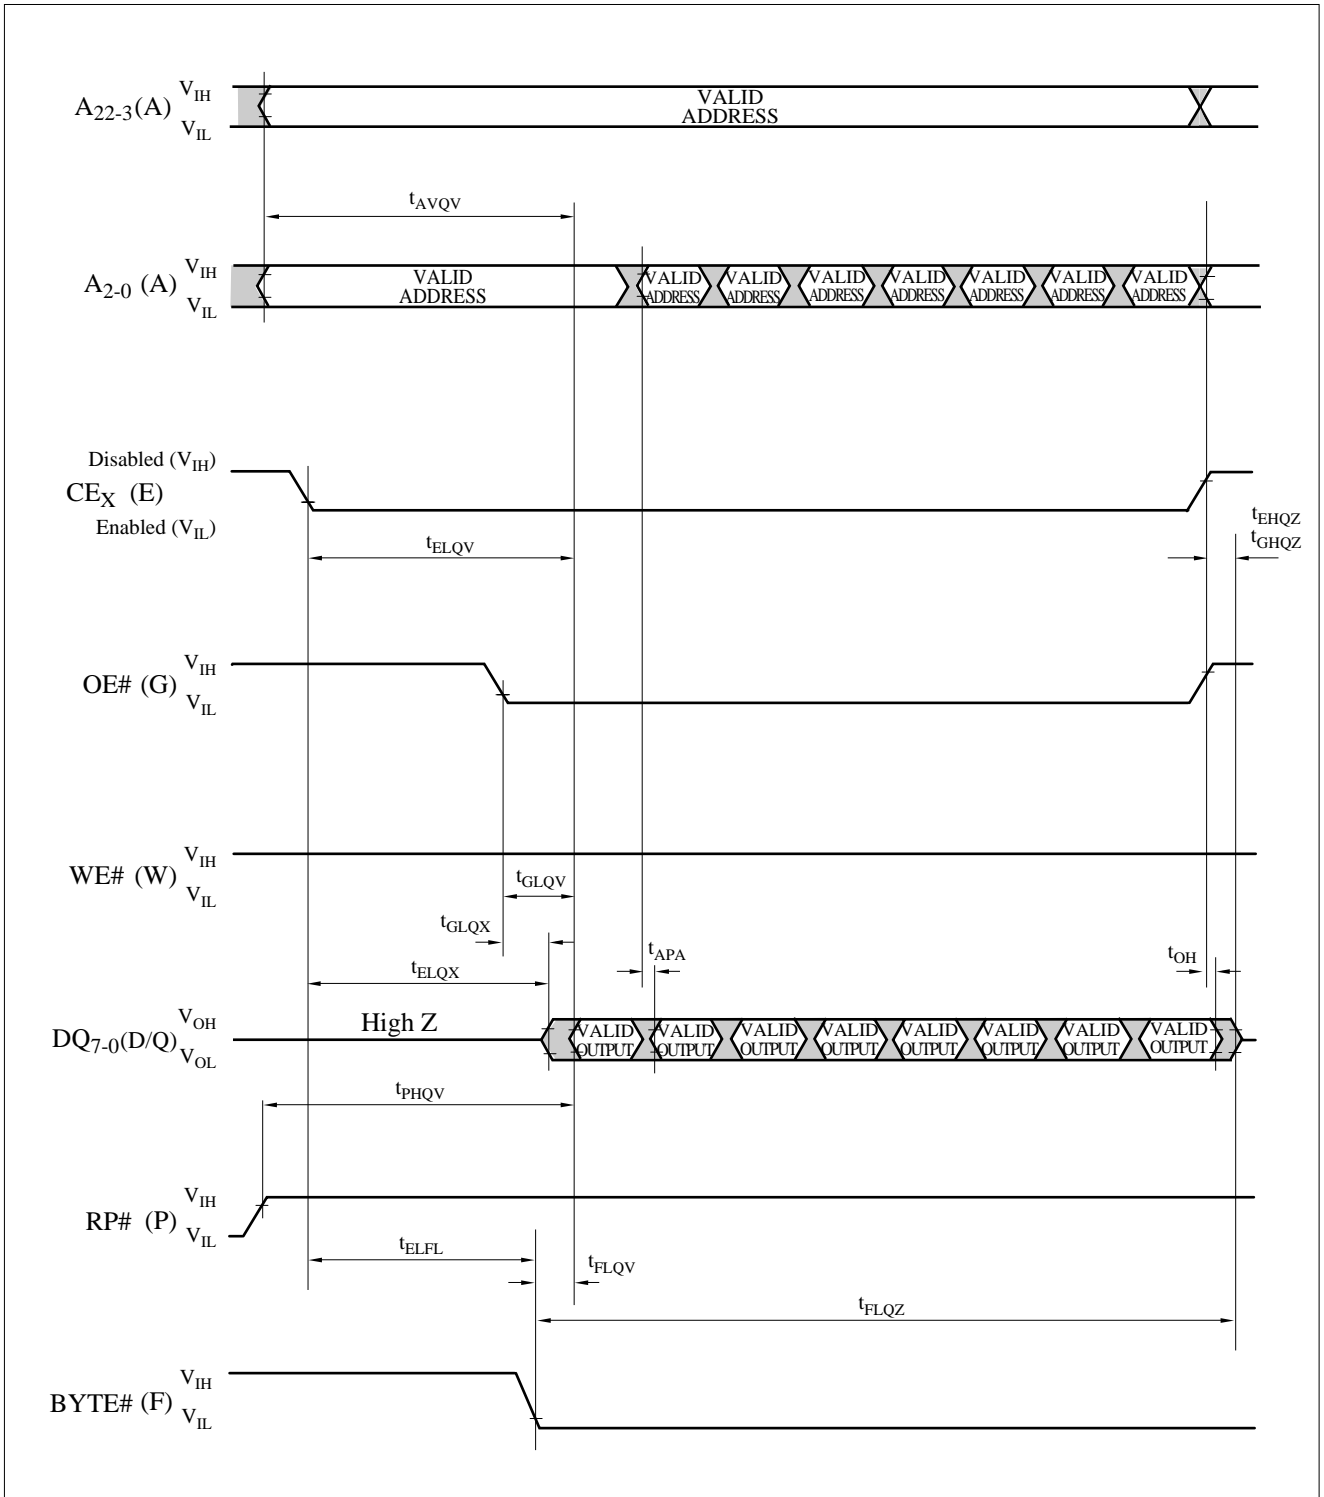 A22-3(A) VIH
VIL
VALID
ADDRESS
tAVQV
A2-0 (A) VIH
VIL
VALID
ADDRESS
VALID
ADDRESS
VALID
ADDRESS
VALID
ADDRESS
VALID
ADDRESS
VALID
ADDRESS
VALID
ADDRESS
VALID
ADDRESS
Disabled (VIH)
CEX (E)
Enabled (VIL)
tELQV
tEHQZ
tGHQZ
OE# (G) VIH
VIL
WE# (W) VIH
VIL
tGLQV
tGLQX
tELQX
tAPA
tOH
DQ7-0(D/Q) VOH
VOL
High Z
VALID
OUTPUT
VALID
OUTPUT
VALID
OUTPUT
VALID
OUTPUT
VALID
OUTPUT
VALID
OUTPUT
VALID
OUTPUT
VALID
OUTPUT
tPHQV
RP# (P) VIH
VIL
tELFL
tFLQV
tFLQZ
BYTE# (F) VIH
VIL